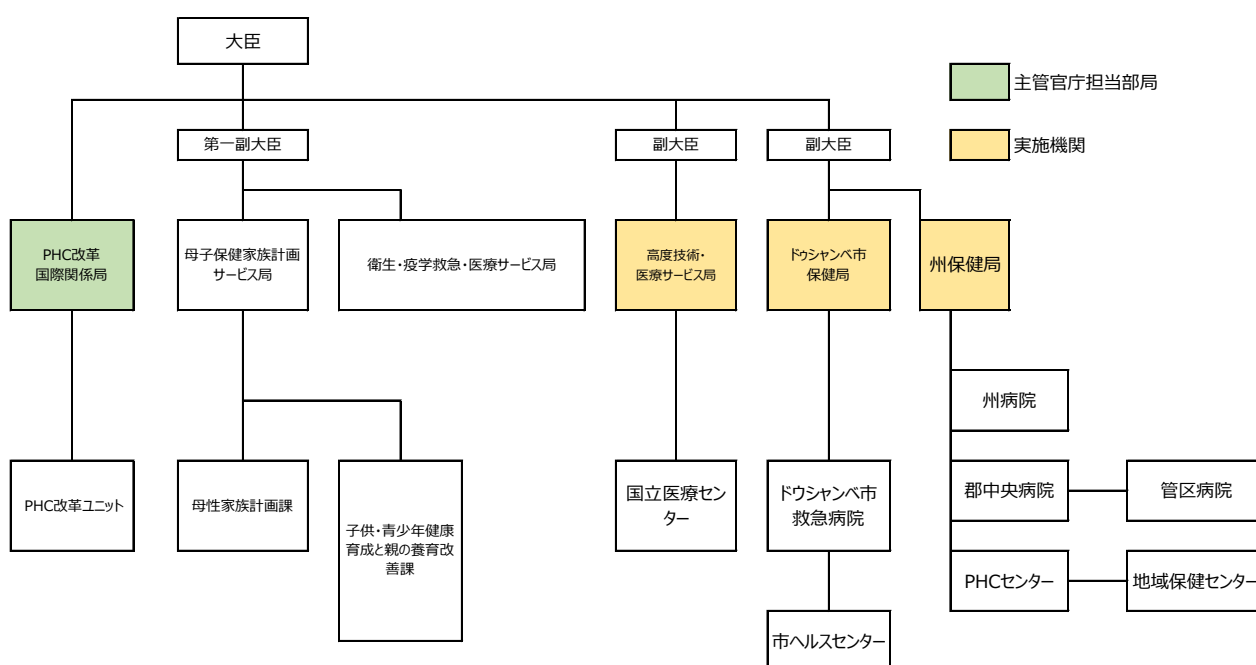 大臣
主管官庁担当部局
実施機関
第一副大臣
副大臣
副大臣
PHC改革
国際関係局
母子保健家族計画
サービス局
衛生・疫学救急・医療サービス局
高度技術・
医療サービス局
ドゥシャンベ市
保健局
州保健局
州病院
PHC改革ユニット
母性家族計画課
子供・青少年健康
育成と親の養育改
善課
国立医療セン
ター
ドウシャンベ市
救急病院
郡中央病院
管区病院
PHCセンター
地域保健センター
市ヘルスセンター